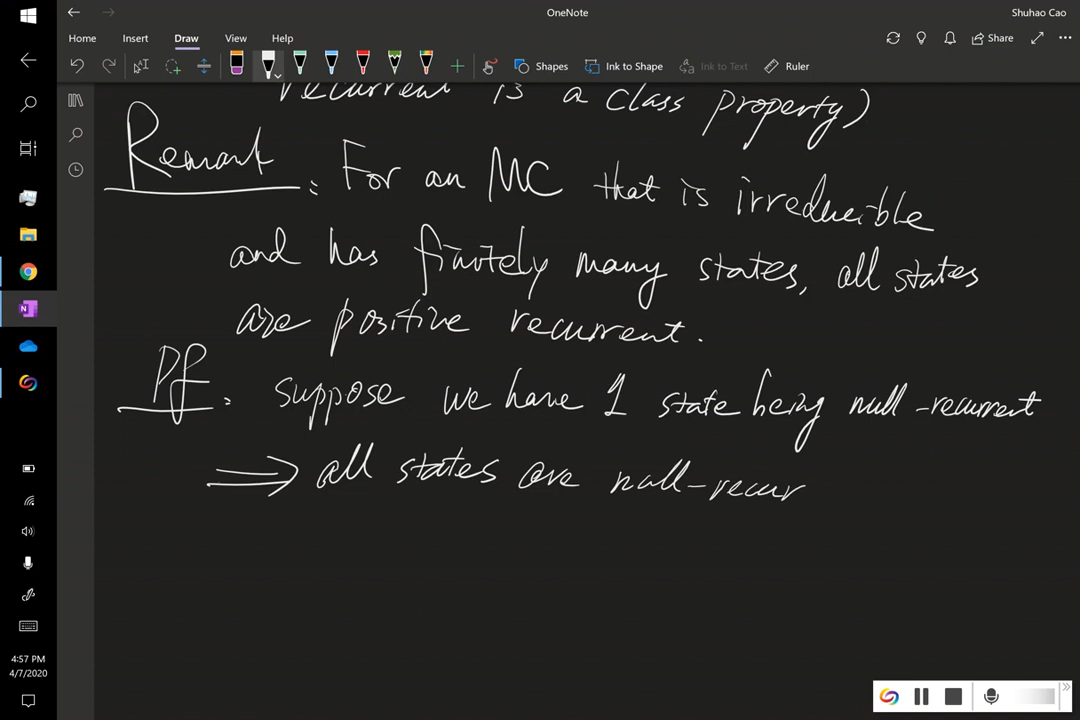 OneNote
Shuhao Cao
Home Insert Draw View Help
Share
Shapes Ink to Shape Ink to Text Ruler
recurrent is a class property)
Remark: For an MC that is irreducible
and has finitely many states, all states
are positive recurrent.
Pf: suppose we have 1 state being null-recurrent
⟹ all states are null-recur
4:57 PM
4/7/2020